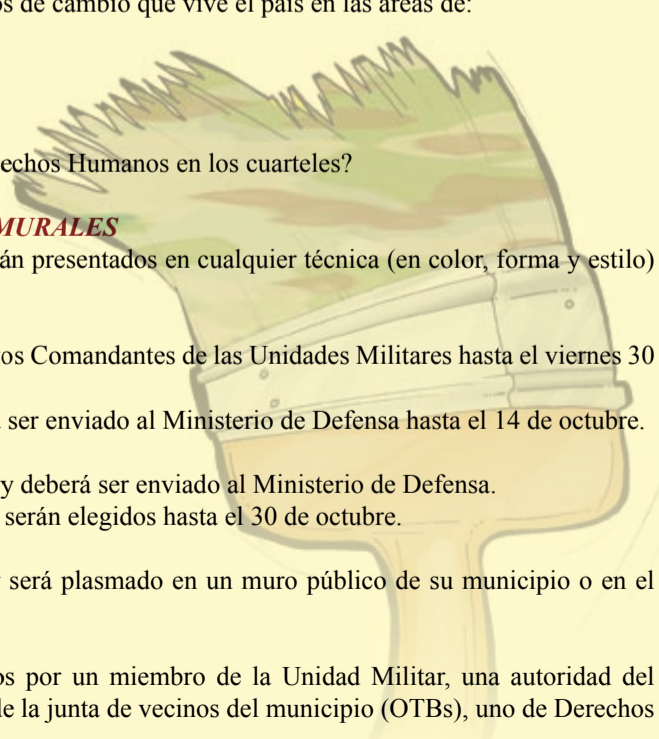 os de cambio que vive el país en las áreas de:
echos Humanos en los cuarteles?
MURALES
án presentados en cualquier técnica (en color, forma y estilo)
os Comandantes de las Unidades Militares hasta el viernes 30
ser enviado al Ministerio de Defensa hasta el 14 de octubre.
y deberá ser enviado al Ministerio de Defensa.
serán elegidos hasta el 30 de octubre.
será plasmado en un muro público de su municipio o en el
os por un miembro de la Unidad Militar, una autoridad del
de la junta de vecinos del municipio (OTBs), uno de Derechos